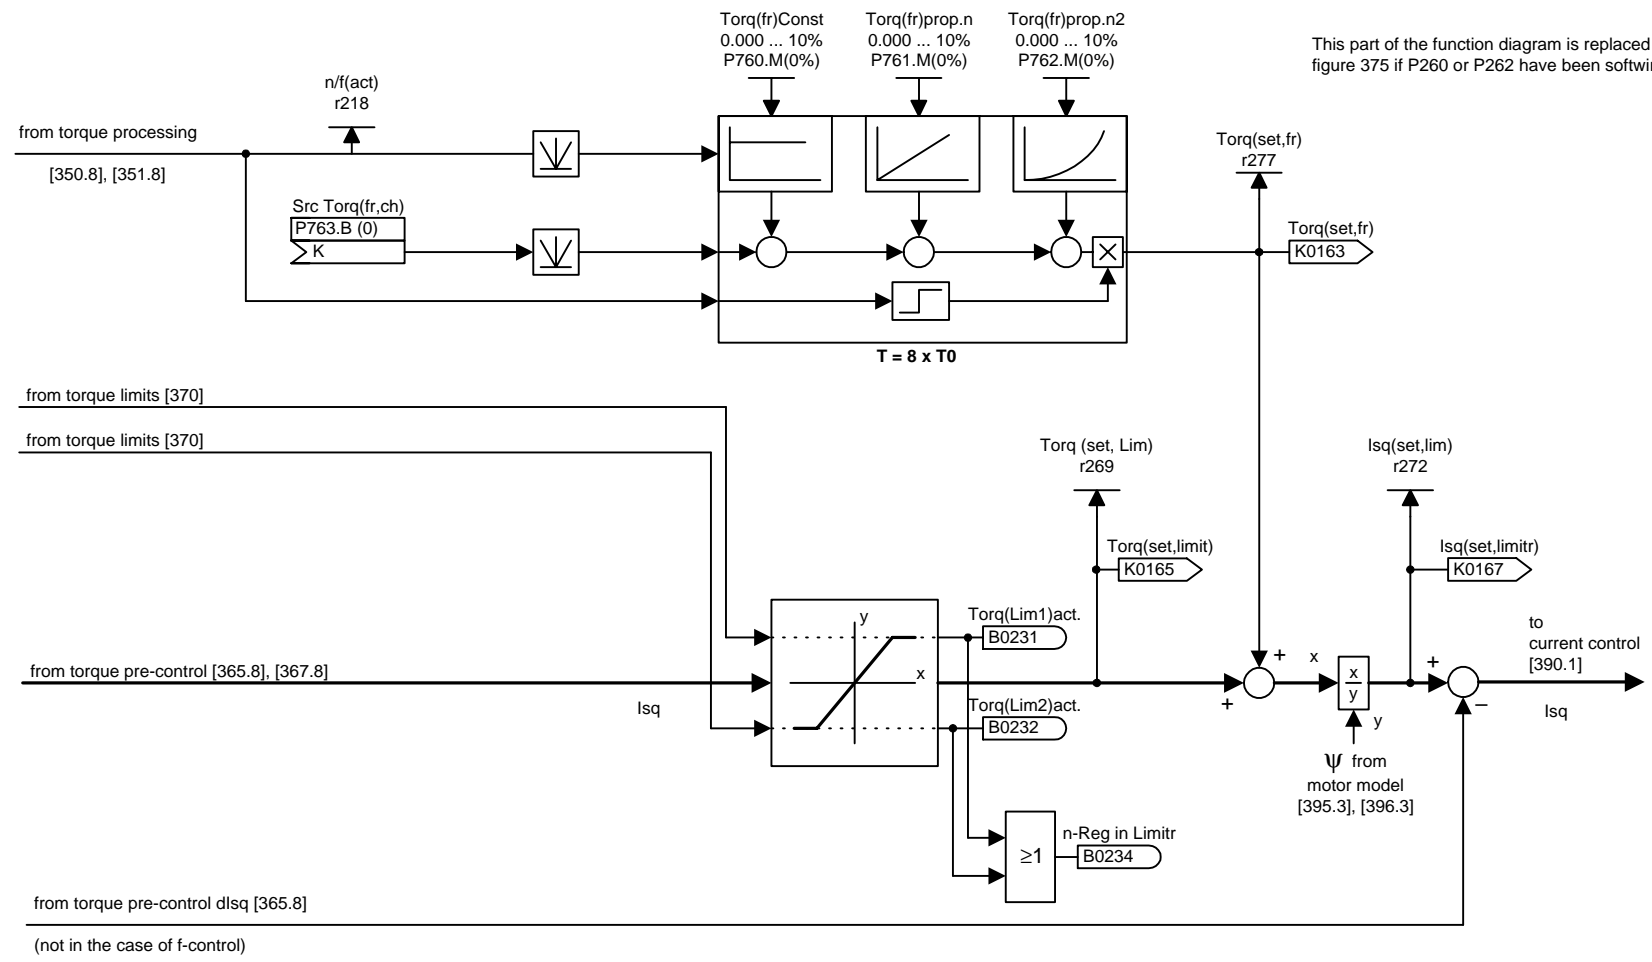 Torq(fr)Const
0.000 ... 10%
P760.M(0%)
Torq(fr)prop.n
0.000 ... 10%
P761.M(0%)
Torq(fr)prop.n2
0.000 ... 10%
P762.M(0%)
This part of the function diagram is replaced
figure 375 if P260 or P262 have been softwi
n/f(act)
r218
from torque processing
[350.8], [351.8]
Src Torq(fr,ch)
P763.B (0)
K
T = 8 x T0
Torq(set,fr)
r277
Torq(set,fr)
K0163
from torque limits [370]
from torque limits [370]
Torq (set, Lim)
r269
Torq(set,limit)
K0165
Isq(set,lim)
r272
Isq(set,limitr)
K0167
from torque pre-control [365.8], [367.8]
Isq
y
x
Torq(Lim1)act.
B0231
Torq(Lim2)act.
B0232
+
+
x
x
y
y
ψ from
motor model
[395.3], [396.3]
+
–
to
current control
[390.1]
Isq
≥1
n-Reg in Limitr
B0234
from torque pre-control dIsq [365.8]
(not in the case of f-control)